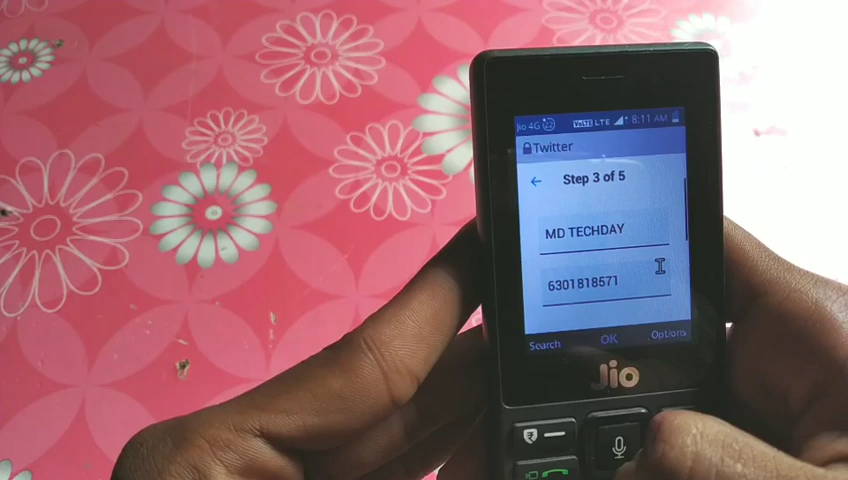 Jio 4G 22 VoLTE LTE 8:11 AM
Twitter
Step 3 of 5
MD TECHDAY
6301818571
Search OK Options
Jio